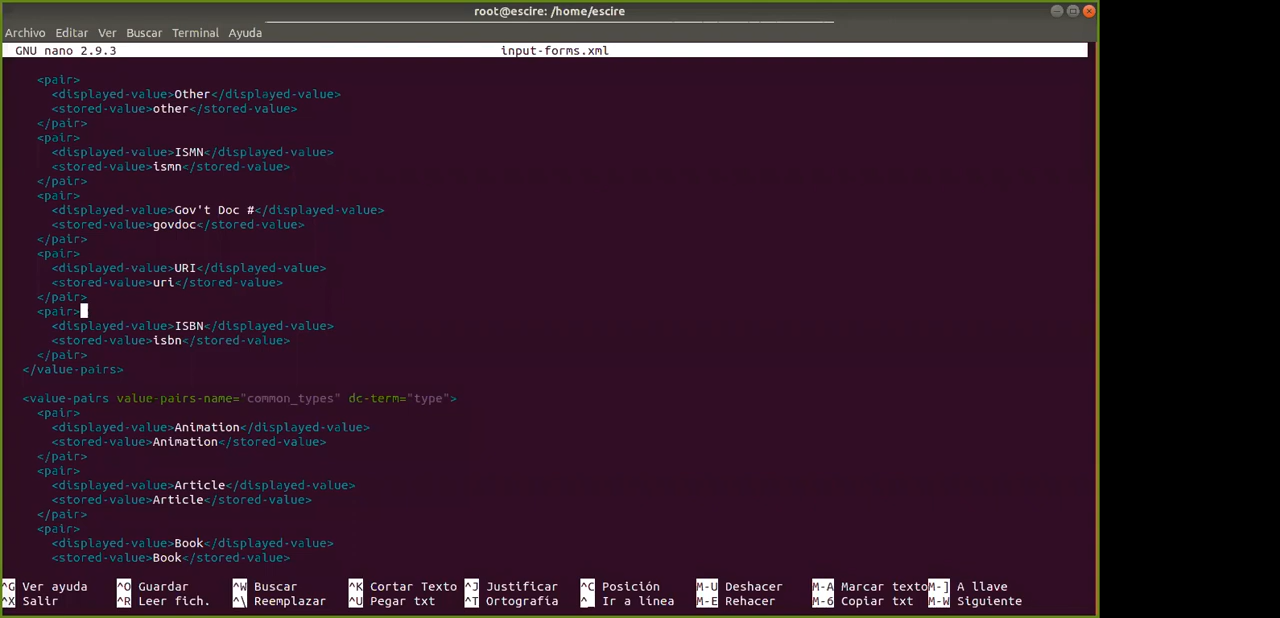 root@escire: /home/escire
Archivo Editar Ver Buscar Terminal Ayuda
GNU nano 2.9.3 input-forms.xml
<pair>
<displayed-value>Other</displayed-value>
<stored-value>other</stored-value>
</pair>
<pair>
<displayed-value>ISMN</displayed-value>
<stored-value>ismn</stored-value>
</pair>
<pair>
<displayed-value>Gov't Doc #</displayed-value>
<stored-value>govdoc</stored-value>
</pair>
<pair>
<displayed-value>URI</displayed-value>
<stored-value>uri</stored-value>
</pair>
<pair>
<displayed-value>ISBN</displayed-value>
<stored-value>isbn</stored-value>
</pair>
</value-pairs>
<value-pairs value-pairs-name="common_types" dc-term="type">
<pair>
<displayed-value>Animation</displayed-value>
<stored-value>Animation</stored-value>
</pair>
<pair>
<displayed-value>Article</displayed-value>
<stored-value>Article</stored-value>
</pair>
<pair>
<displayed-value>Book</displayed-value>
<stored-value>Book</stored-value>
^G Ver ayuda ^O Guardar ^W Buscar ^K Cortar Texto ^J Justificar ^C Posición M-U Deshacer M-A Marcar texto M-] A llave
^X Salir ^R Leer fich. ^\ Reemplazar ^U Pegar txt ^T Ortografía ^_ Ir a línea M-E Rehacer M-6 Copiar txt M-W Siguiente